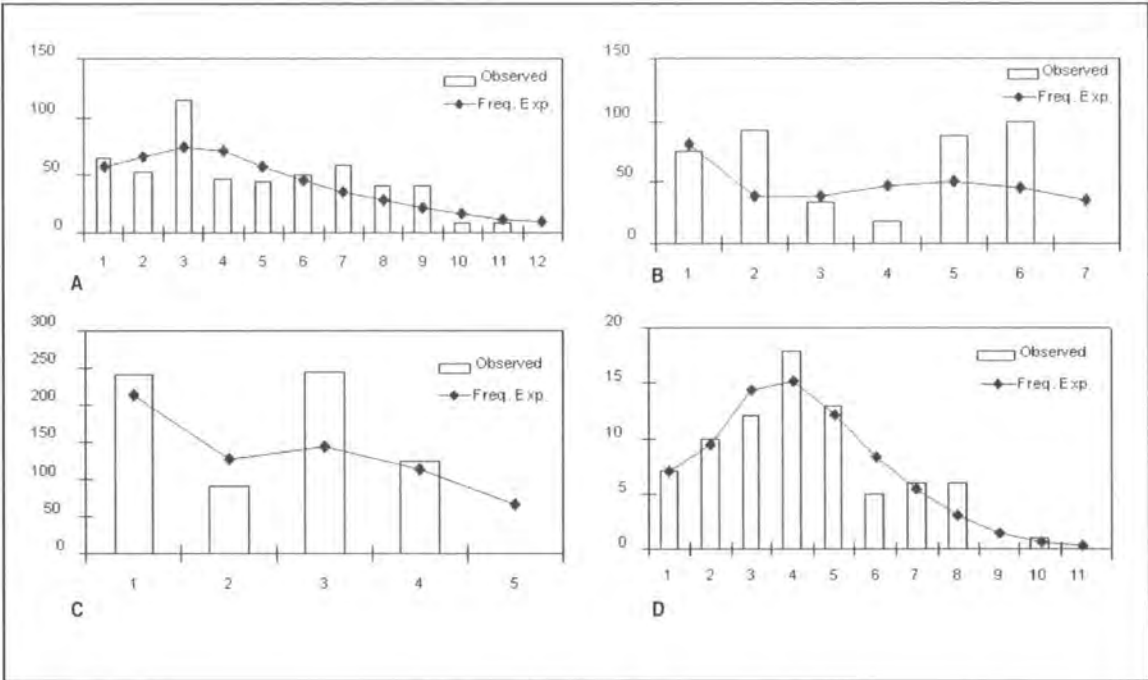 150
100
50
0
Observed
Freq. Exp
1 2 3 4 5 6 7 8 9 10 11 12
A
150
100
50
0
Observed
Freq. Exp
1 2 3 4 5 6 7
B
300
250
200
150
100
50
0
Observed
Freq. Exp
1 2 3 4 5
C
20
15
10
5
0
Observed
Freq. Exp
1 2 3 4 5 6 7 8 9 10 11
D